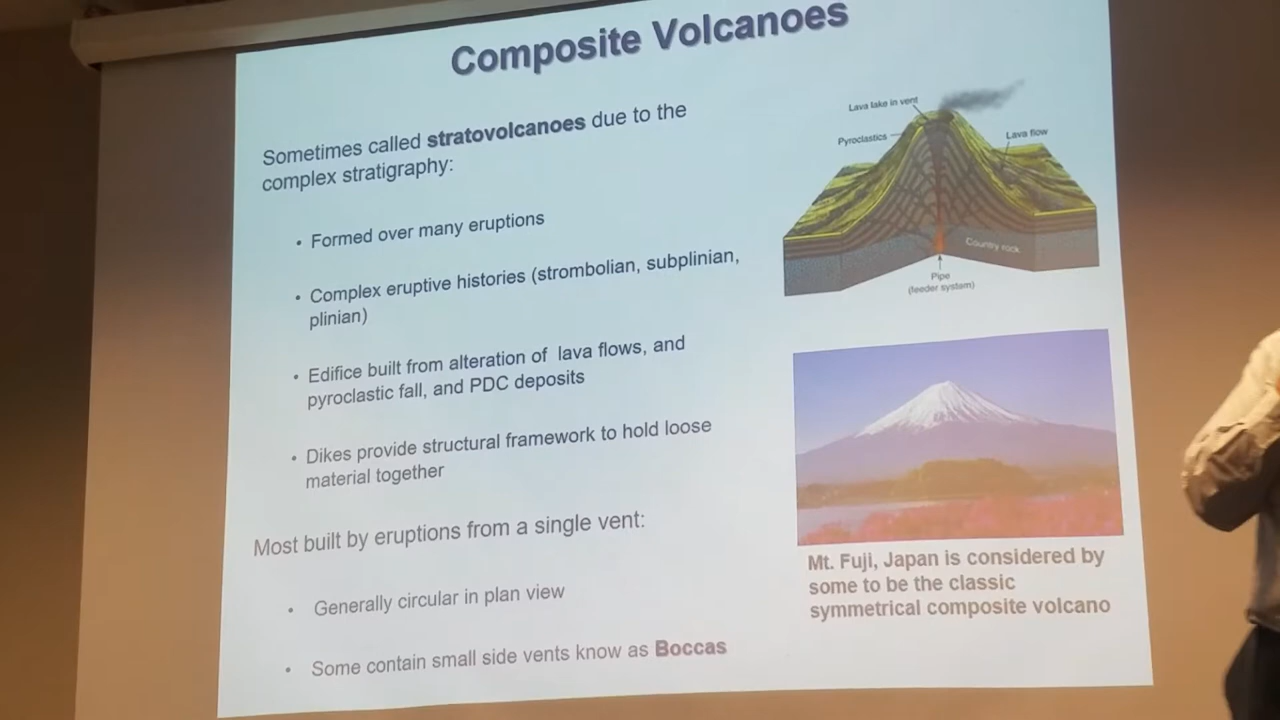 Composite Volcanoes
Sometimes called stratovolcanoes due to the
complex stratigraphy:
• Formed over many eruptions
• Complex eruptive histories (strombolian, subplinian,
plinian)
• Edifice built from alteration of lava flows, and
pyroclastic fall, and PDC deposits
• Dikes provide structural framework to hold loose
material together
Most built by eruptions from a single vent:
• Generally circular in plan view
• Some contain small side vents know as Boccas
Lava lake in vent
Pyroclastics
Lava flow
Country rock
Pipe
(feeder system)
Mt. Fuji, Japan is considered by
some to be the classic
symmetrical composite volcano